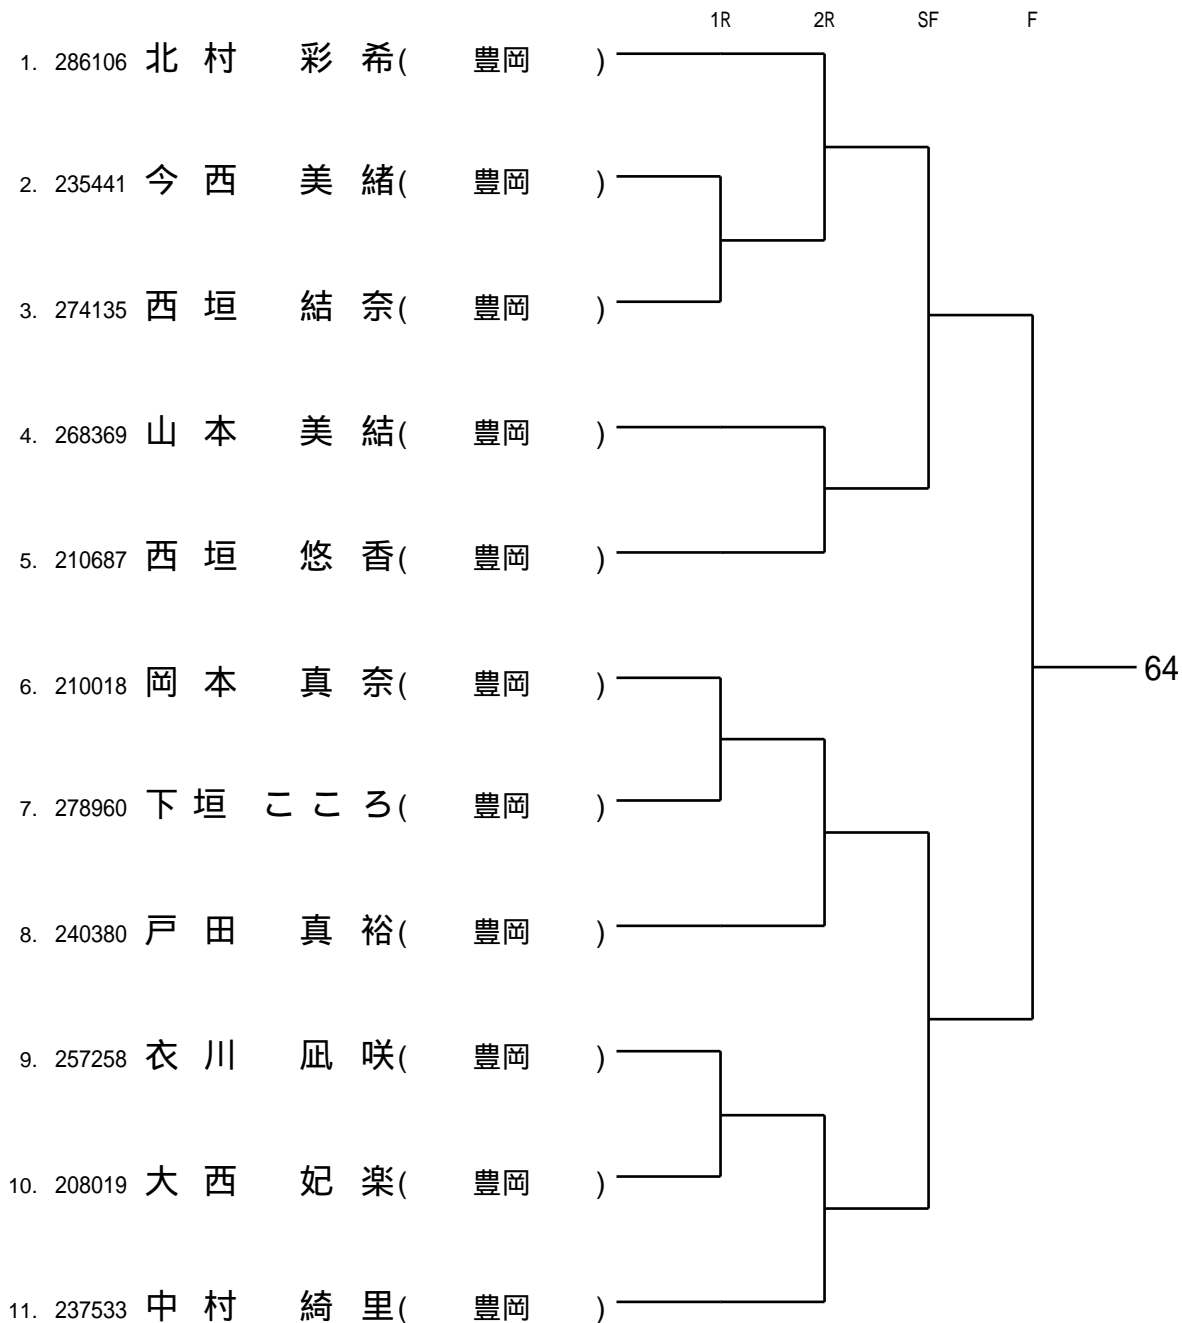 1R 2R SF F
1. 286106 北村 彩希( 豊岡 )
2. 235441 今西 美緒( 豊岡 )
3. 274135 西垣 結奈( 豊岡 )
4. 268369 山本 美結( 豊岡 )
5. 210687 西垣 悠香( 豊岡 )
6. 210018 岡本 真奈( 豊岡 )
64
7. 278960 下垣 こころ( 豊岡 )
8. 240380 戸田 真裕( 豊岡 )
9. 257258 衣川 凪咲( 豊岡 )
10. 208019 大西 妃楽( 豊岡 )
11. 237533 中村 綺里( 豊岡 )